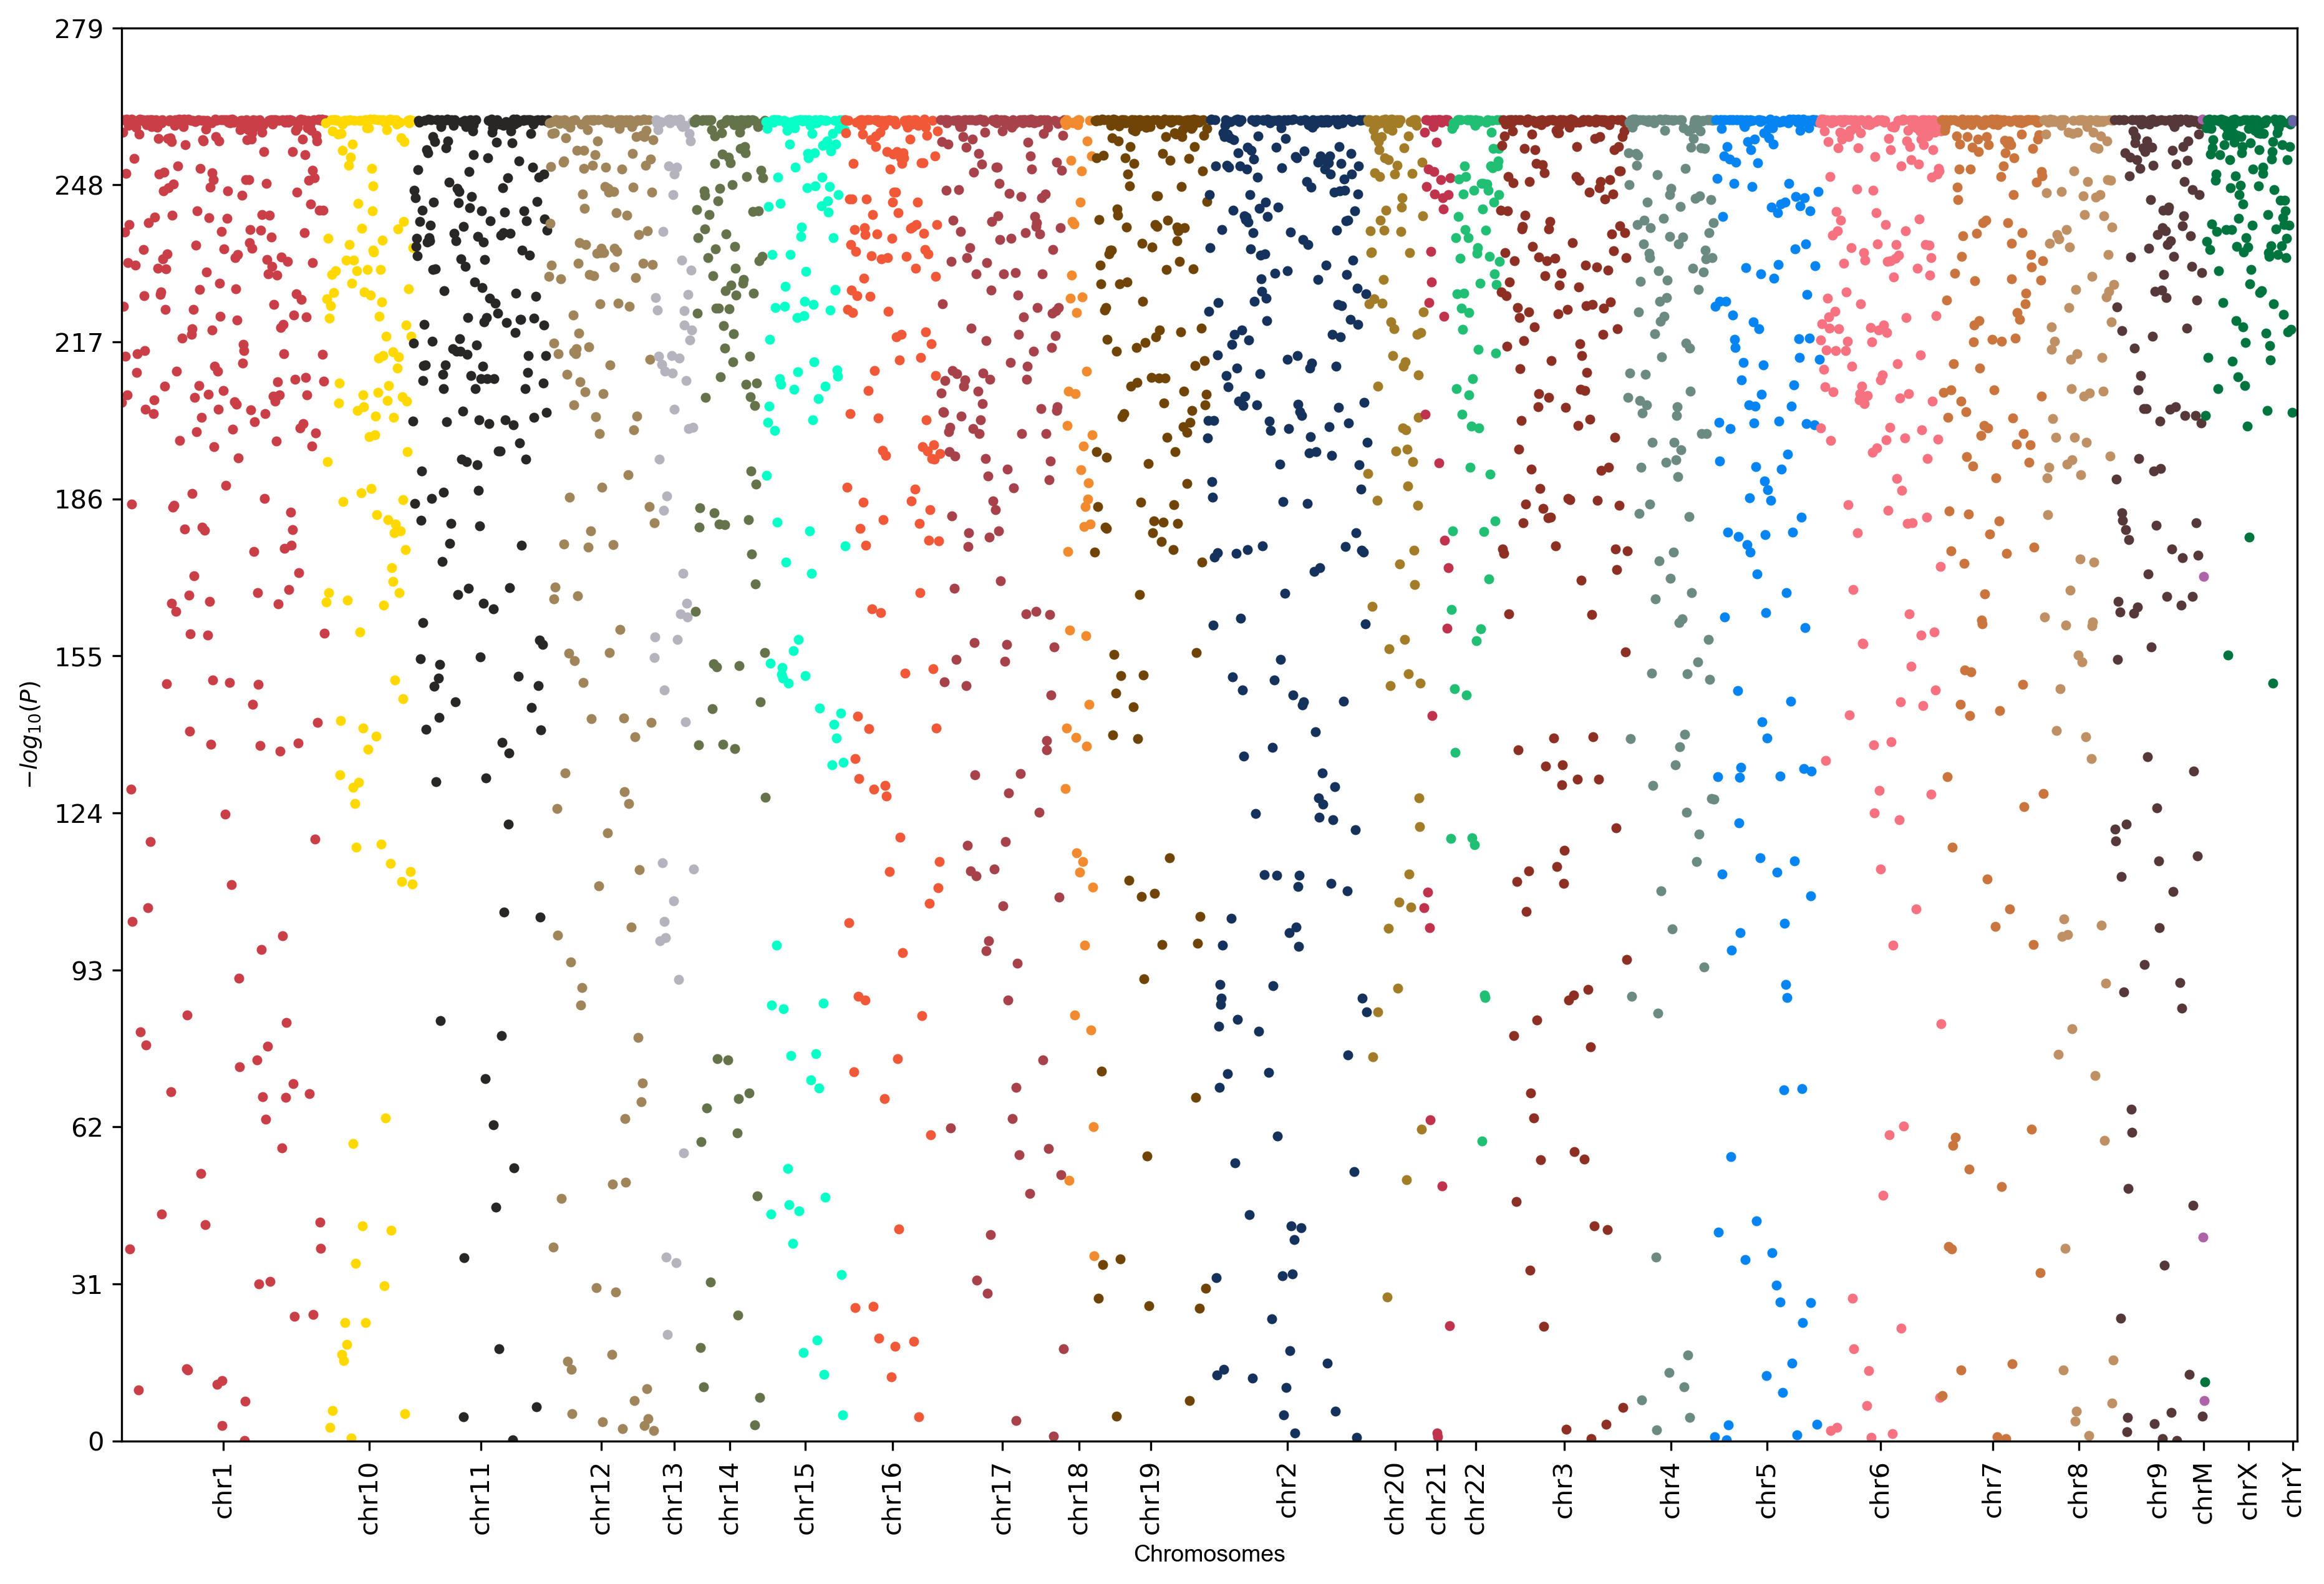 279
248
217
186
155
124
93
62
31
0
−log₁₀(P)
chr1
chr10
chr11
chr12
chr13
chr14
chr15
chr16
chr17
chr18
chr19
chr2
chr20
chr21
chr22
chr3
chr4
chr5
chr6
chr7
chr8
chr9
chrM
chrX
chrY
Chromosomes